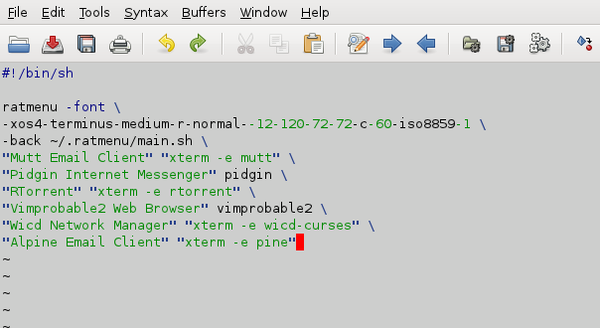 File Edit Tools Syntax Buffers Window Help
#!/bin/sh
ratmenu -font \
-xos4-terminus-medium-r-normal--12-120-72-72-c-60-iso8859-1 \
-back ~/.ratmenu/main.sh \
"Mutt Email Client" "xterm -e mutt" \
"Pidgin Internet Messenger" pidgin \
"RTorrent" "xterm -e rtorrent" \
"Vimprobable2 Web Browser" vimprobable2 \
"Wicd Network Manager" "xterm -e wicd-curses" \
"Alpine Email Client" "xterm -e pine"
~
~
~
~
~